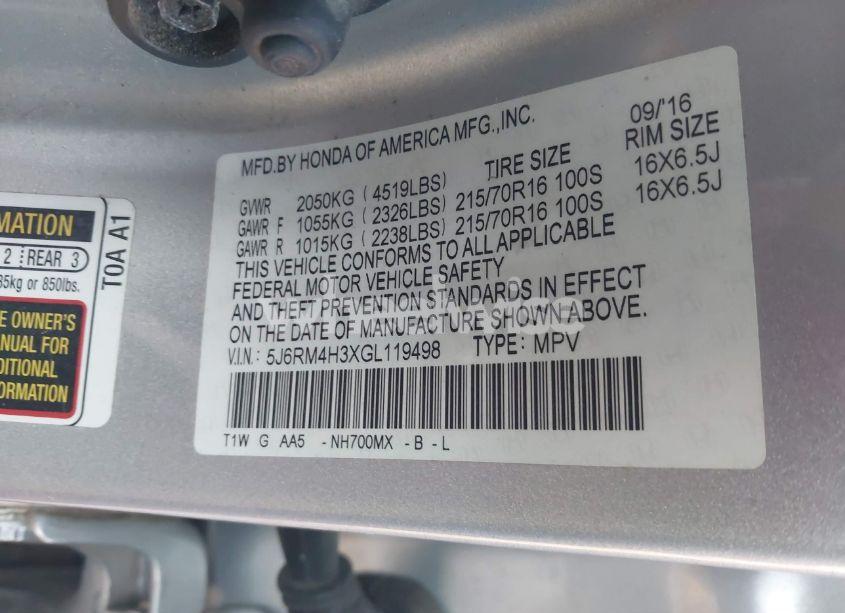 MFD.BY HONDA OF AMERICA MFG.,INC. 09/'16
TIRE SIZE RIM SIZE
GVWR 2050KG ( 4519LBS)
GAWR F 1055KG ( 2326LBS) 215/70R16 100S 16X6.5J
GAWR R 1015KG ( 2238LBS) 215/70R16 100S 16X6.5J
THIS VEHICLE CONFORMS TO ALL APPLICABLE
FEDERAL MOTOR VEHICLE SAFETY
AND THEFT PREVENTION STANDARDS IN EFFECT
ON THE DATE OF MANUFACTURE SHOWN ABOVE.
V.I.N.: 5J6RM4H3XGL119498 TYPE: MPV
T1W G AA5 -NH700MX -B -L
MATION
2 REAR 3
35kg or 850lbs.
E OWNER'S
ANUAL FOR
DITIONAL
ORMATION
T0A A1